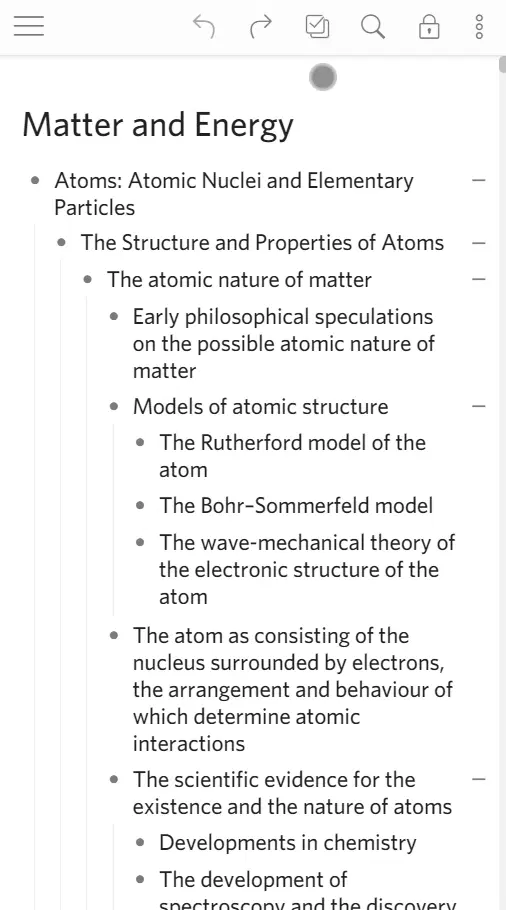 Matter and Energy
Atoms: Atomic Nuclei and Elementary
Particles
The Structure and Properties of Atoms
The atomic nature of matter
Early philosophical speculations
on the possible atomic nature of
matter
Models of atomic structure
The Rutherford model of the
atom
The Bohr–Sommerfeld model
The wave-mechanical theory of
the electronic structure of the
atom
The atom as consisting of the
nucleus surrounded by electrons,
the arrangement and behaviour of
which determine atomic
interactions
The scientific evidence for the
existence and the nature of atoms
Developments in chemistry
The development of
spectroscopy and the discovery